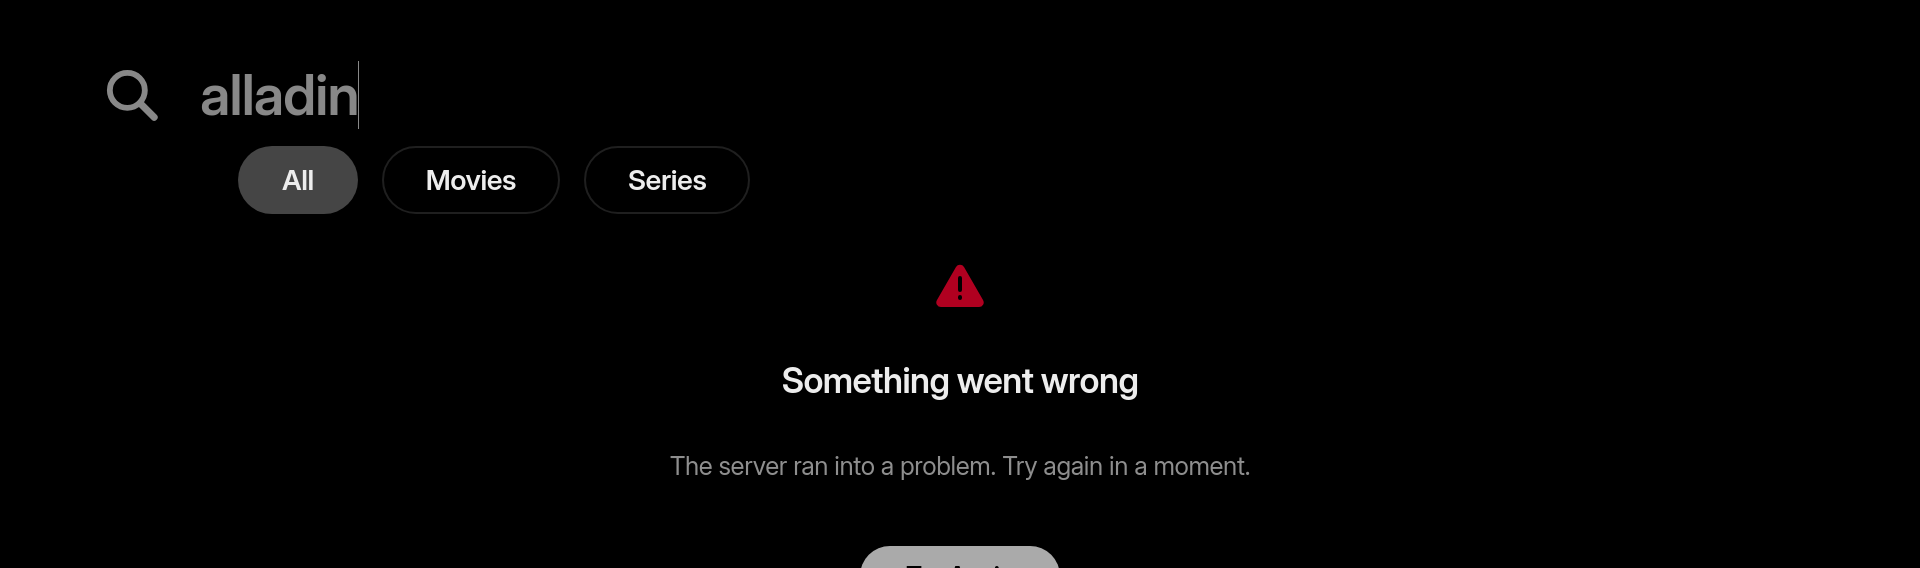 alladin
All Movies Series
Something went wrong
The server ran into a problem. Try again in a moment.